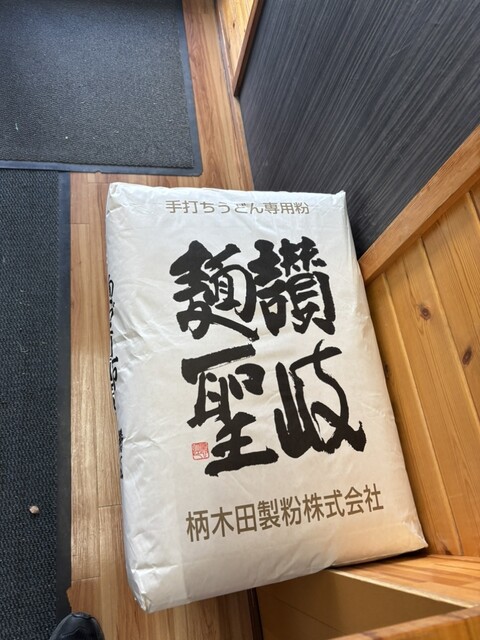 手打ちうどん専用粉
讃岐
麺聖
柄木田製粉株式会社